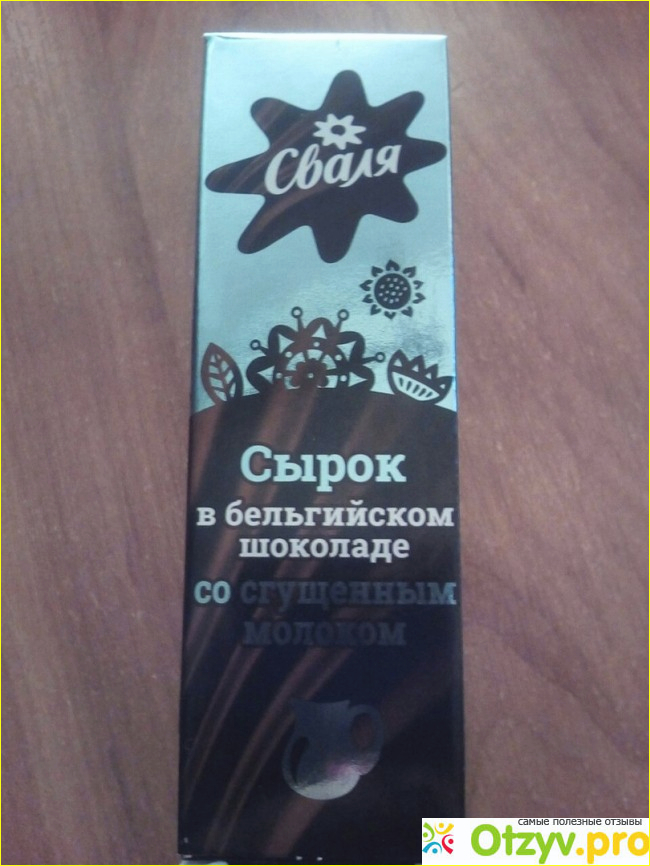 Сваля
Сырок
в бельгийском
шоколаде
со сгущенным
молоком
самые полезные отзывы
Otzyv.pro